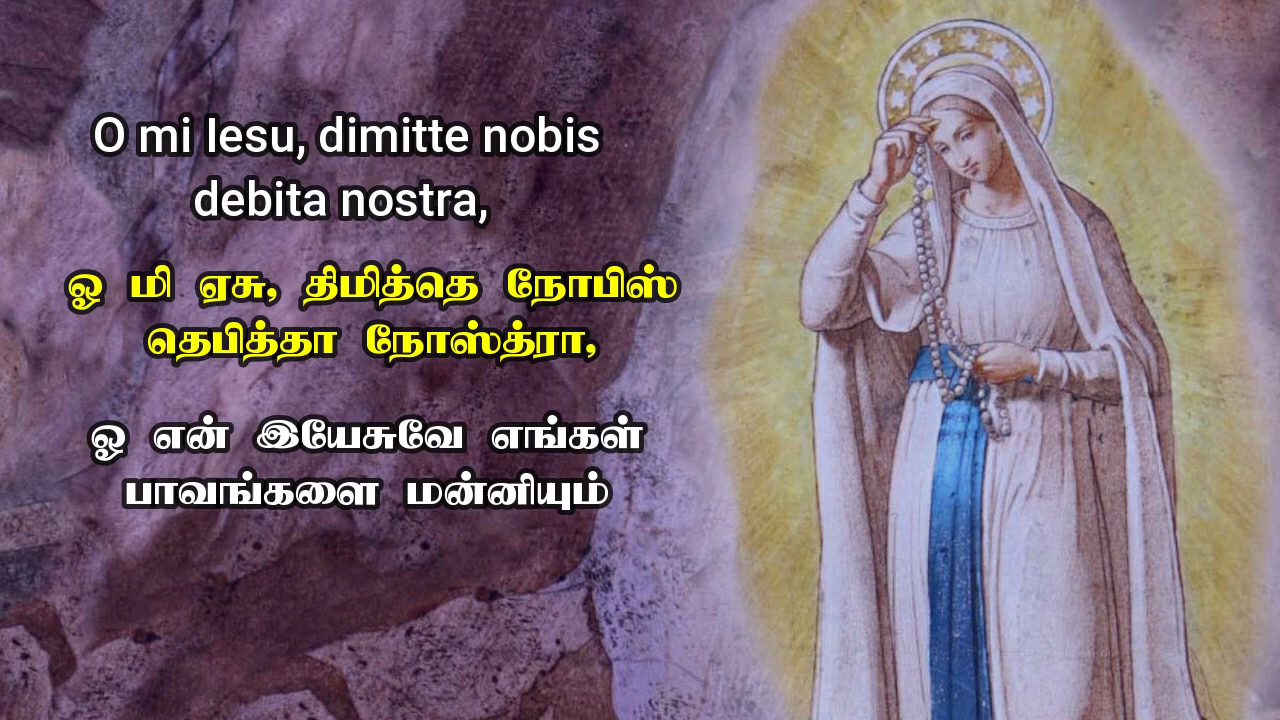 O mi Iesu, dimitte nobis
debita nostra,
ஓ மி ஏசு, திமித்தெ நோபிஸ்
தெபித்தா நோஸ்த்ரா,
ஓ என் இயேசுவே எங்கள்
பாவங்களை மன்னியும்